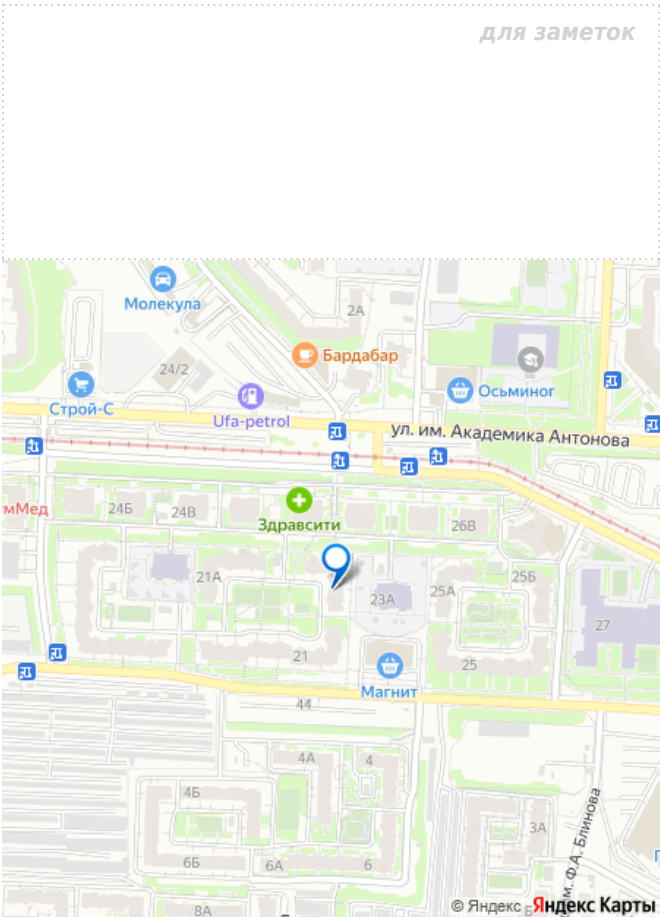 для заметок
Молекула
2А
Бардабар
24/2
Осьминог
Строй-С
Ufa-petrol
ул. им. Академика Антонова
мМед
24Б
24В
Здравсити
26В
21А
23А
25А
25Б
27
21
25
Магнит
44
4А
4
4Б
3А
м. Ф.А. Блинова
6Б
6А
6
8А
© Яндекс Яндекс Карты